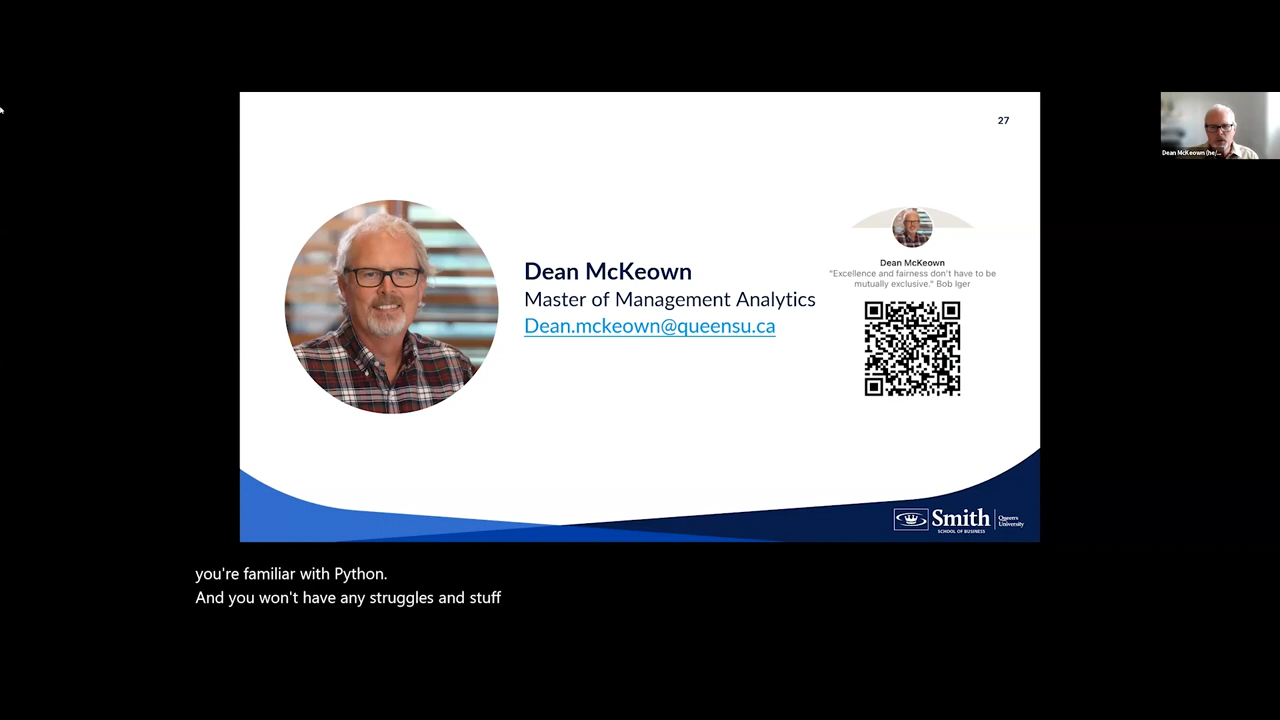 27
Dean McKeown
Master of Management Analytics
Dean.mckeown@queensu.ca
Dean McKeown
"Excellence and fairness don't have to be
mutually exclusive." Bob Iger
Smith
SCHOOL OF BUSINESS
Queen's
University
Dean McKeown (he/...
you're familiar with Python.
And you won't have any struggles and stuff